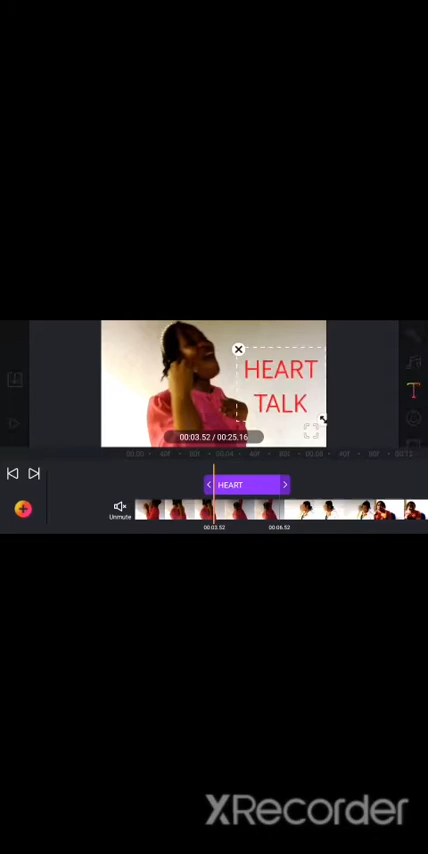 HEART
TALK
00:03.52 / 00:25.16
HEART
Unmute
00:03.52
00:06.52
XRecorder